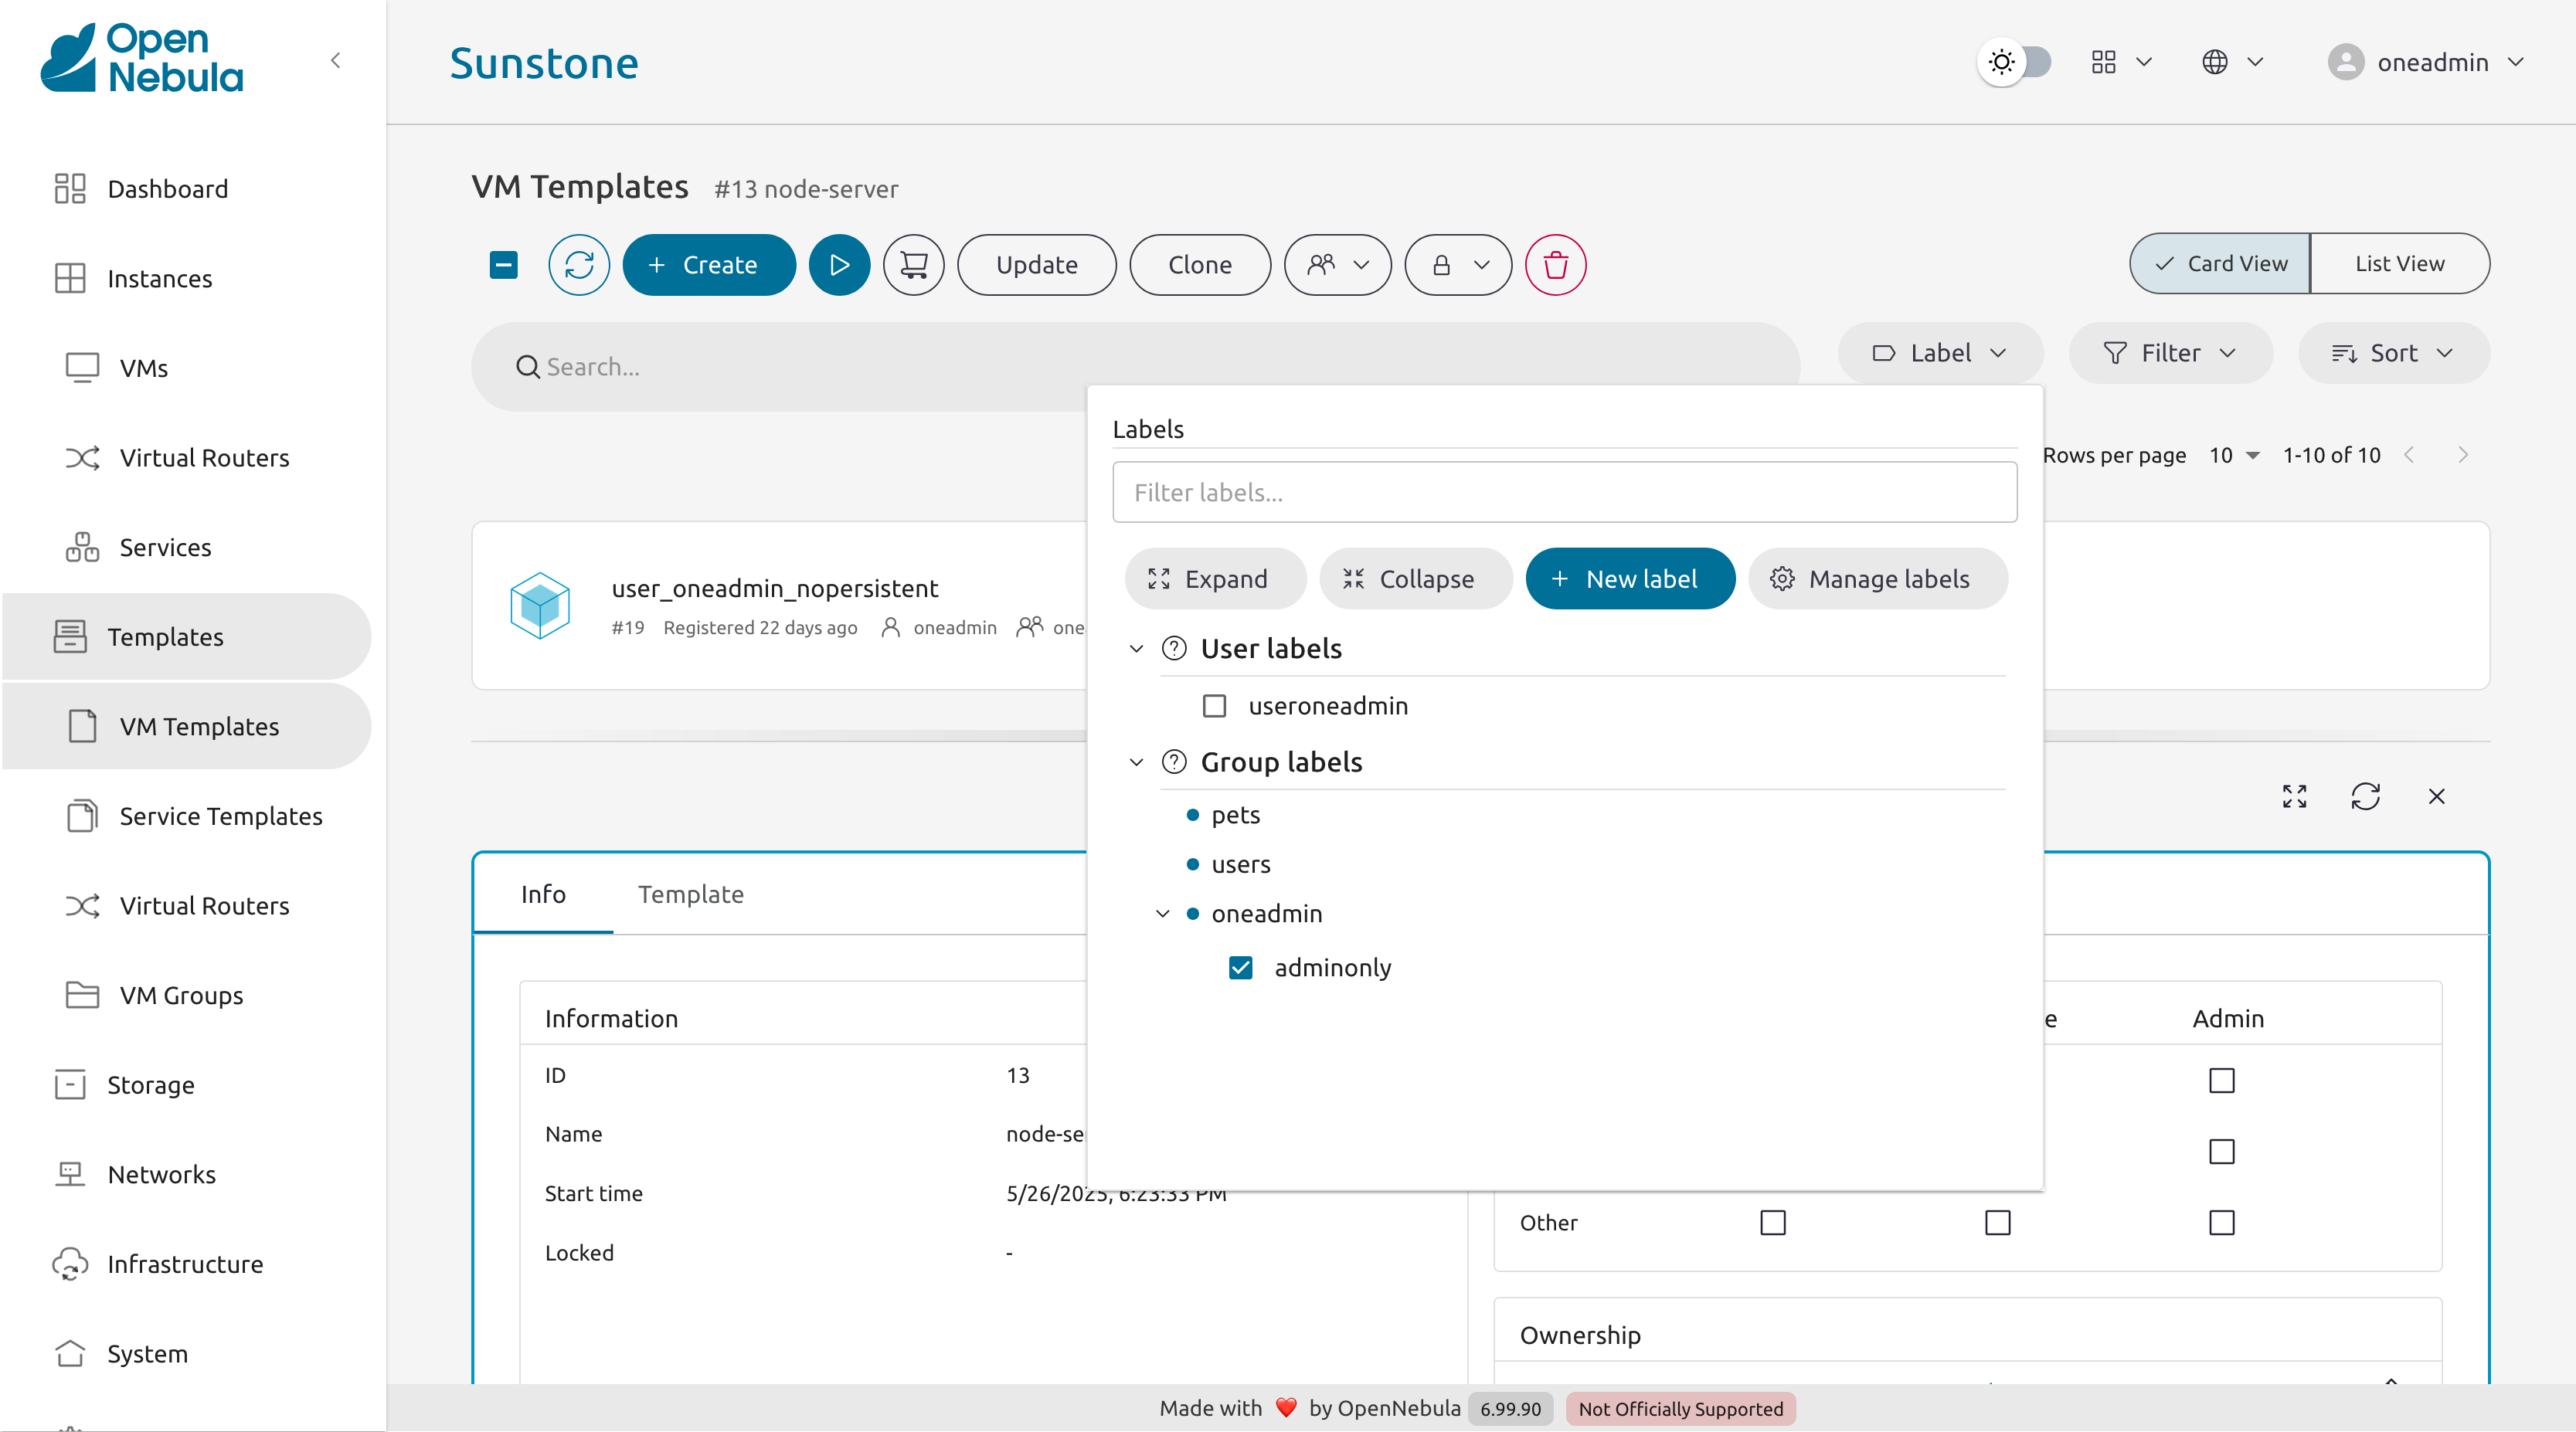 Open
Nebula
Sunstone
oneadmin
Dashboard
Instances
VMs
Virtual Routers
Services
Templates
VM Templates
Service Templates
Virtual Routers
VM Groups
Storage
Networks
Infrastructure
System
VM Templates #13 node-server
+ Create
Update
Clone
Card View
List View
Search...
Label
Filter
Sort
Rows per page 10 1-10 of 10
user_oneadmin_nopersistent
#19 Registered 22 days ago oneadmin one
Labels
Filter labels...
Expand
Collapse
+ New label
Manage labels
User labels
useroneadmin
Group labels
pets
users
oneadmin
adminonly
Info
Template
Information
ID 13
Name node-se
Start time 5/26/2025, 6:23:33 PM
Locked -
e Admin
Other
Ownership
Made with ❤️ by OpenNebula 6.99.90 Not Officially Supported